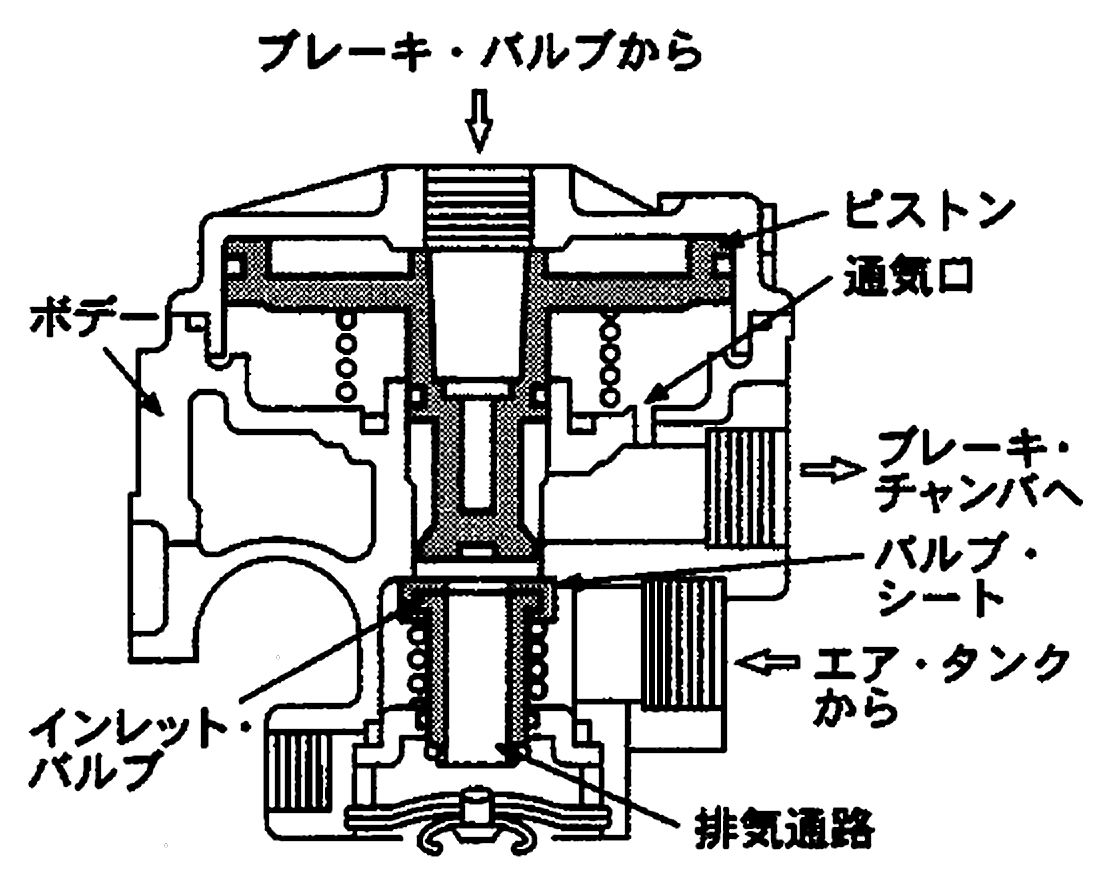 ブレーキ・バルブから
ピストン
通気口
ボデー
ブレーキ・
チャンバへ
バルブ・
シート
エア・タンク
から
インレット・
バルブ
排気通路